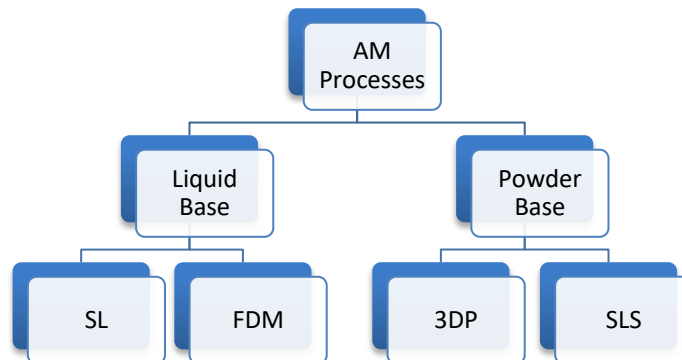 AM
Processes
Liquid
Base
Powder
Base
SL
FDM
3DP
SLS